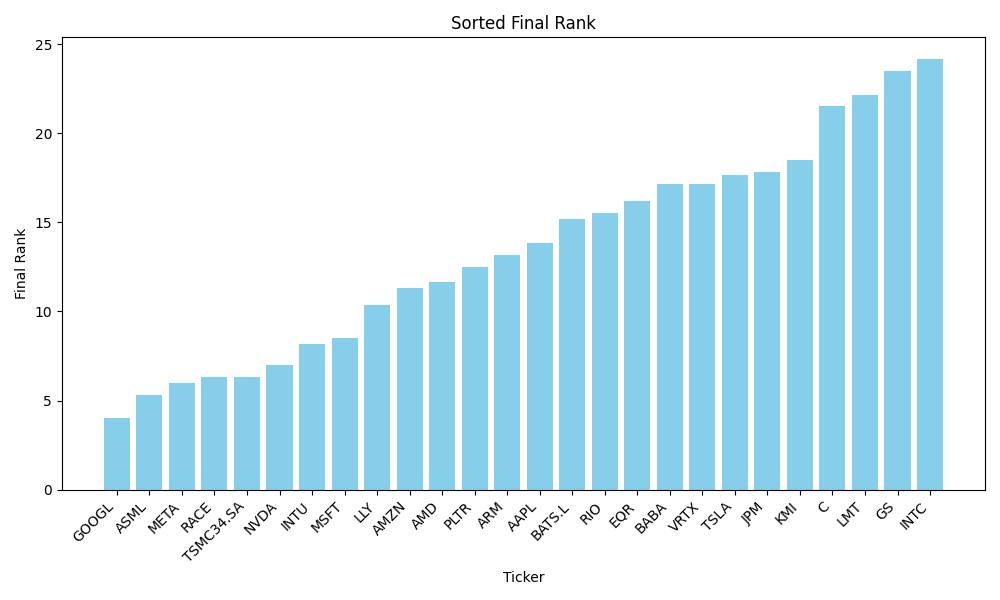 Sorted Final Rank
25
20
15
10
5
0
Final Rank
GOOGL
ASML
META
RACE
TSMC34.SA
NVDA
INTU
MSFT
LLY
AMZN
AMD
PLTR
ARM
AAPL
BATS.L
RIO
EQR
BABA
VRTX
TSLA
JPM
KMI
C
LMT
GS
INTC
Ticker